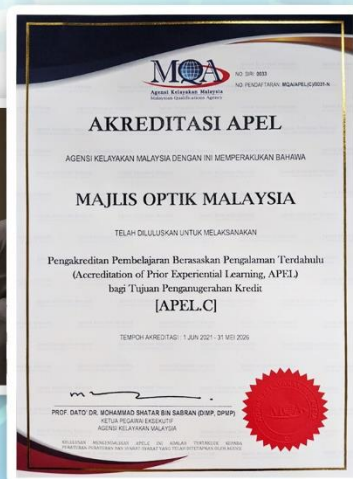 MQA
Agensi Kelayakan Malaysia
Malaysian Qualifications Agency
NO. SIRI 0033
NO. PENDAFTARAN: MQA/APEL(C)/0031-N
AKREDITASI APEL
AGENSI KELAYAKAN MALAYSIA DENGAN INI MEMPERAKUKAN BAHAWA
MAJLIS OPTIK MALAYSIA
TELAH DILULUSKAN UNTUK MELAKSANAKAN
Pengakreditan Pembelajaran Berasaskan Pengalaman Terdahulu
(Accreditation of Prior Experiential Learning, APEL)
bagi Tujuan Penganugerahan Kredit
[APEL.C]
TEMPOH AKREDITASI : 1 JUN 2021 - 31 MEI 2026
PROF. DATO' DR. MOHAMMAD SHATAR BIN SABRAN (DIMP, DPMP)
KETUA PEGAWAI EKSEKUTIF
AGENSI KELAYAKAN MALAYSIA